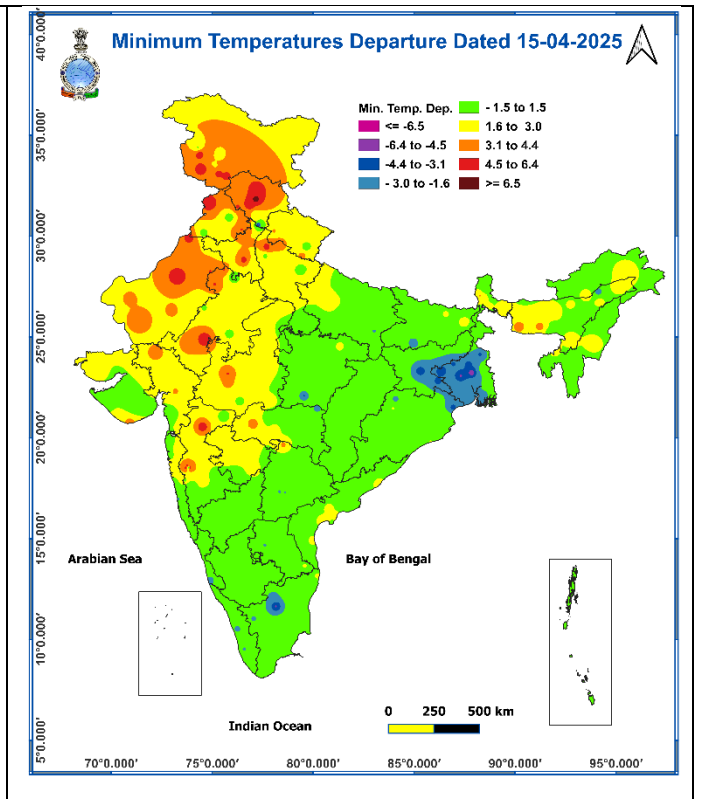 Minimum Temperatures Departure Dated 15-04-2025
Min. Temp. Dep.
<= -6.5
-6.4 to -4.5
-4.4 to -3.1
- 3.0 to -1.6
- 1.5 to 1.5
1.6 to 3.0
3.1 to 4.4
4.5 to 6.4
>= 6.5
40°0.000'
35°0.000'
30°0.000'
25°0.000'
20°0.000'
15°0.000'
10°0.000'
5°0.000'
Arabian Sea
Bay of Bengal
Indian Ocean
0 250 500 km
70°0.000' 75°0.000' 80°0.000' 85°0.000' 90°0.000' 95°0.000'